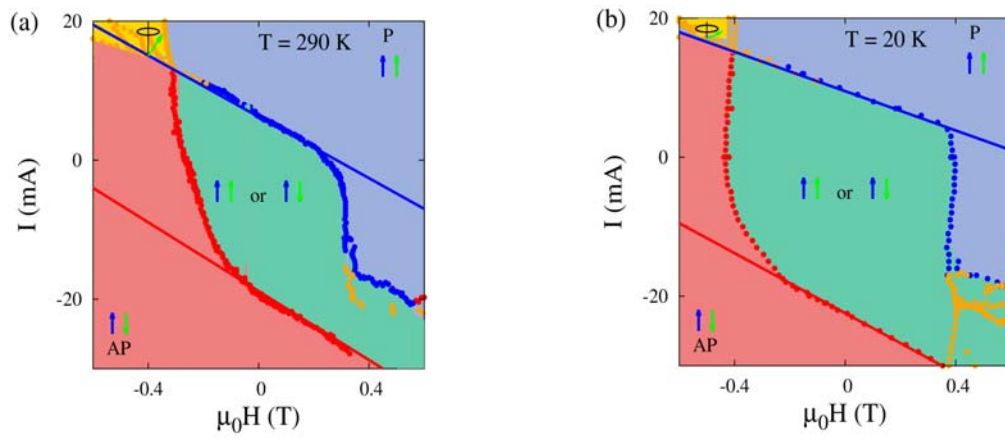 (a)
20
T = 290 K
P
I (mA)
0
or
-20
AP
-0.4
0
0.4
μ₀H (T)
(b)
20
T = 20 K
P
I (mA)
0
or
-20
AP
-0.4
0
0.4
μ₀H (T)